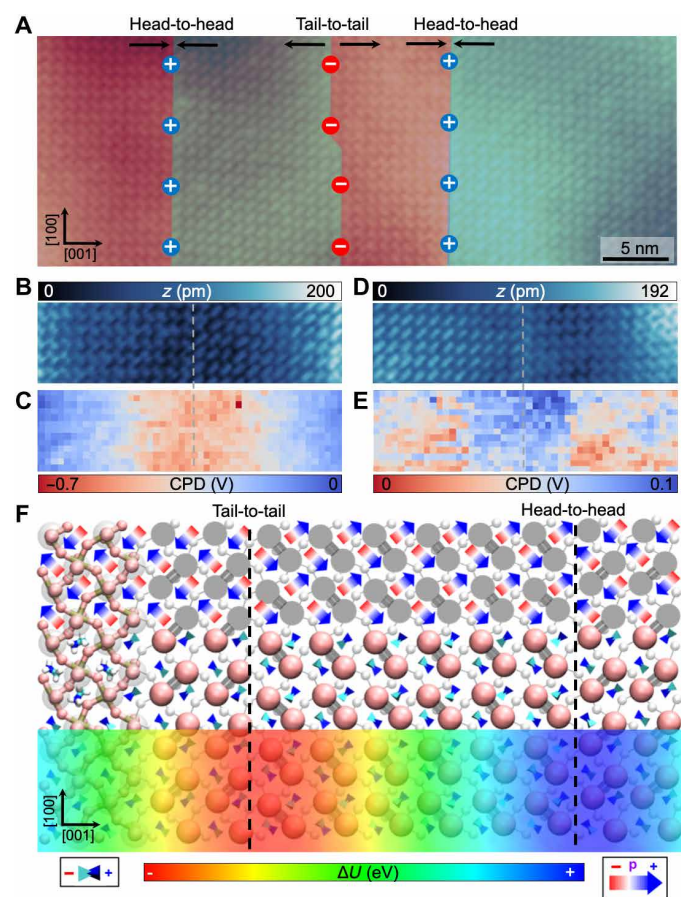 Head-to-head Tail-to-tail Head-to-head
A
+ − +
+ − +
+ − +
+ − +
[100]
[001]
5 nm
B 0 z (pm) 200
D 0 z (pm) 192
C
E
−0.7 CPD (V) 0
0 CPD (V) 0.1
F Tail-to-tail Head-to-head
[100]
[001]
− +
- ΔU (eV) +
− p +